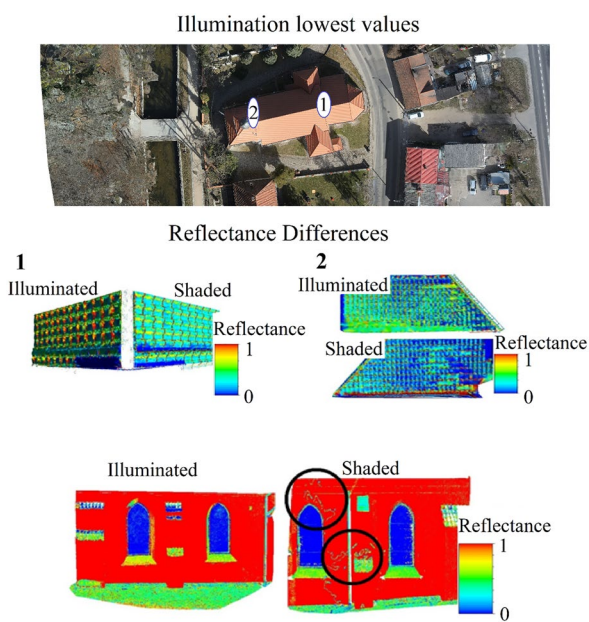 Illumination lowest values
2
1
Reflectance Differences
1
2
Illuminated
Shaded
Reflectance
1
0
Illuminated
Shaded
Reflectance
1
0
Illuminated
Shaded
Reflectance
1
0